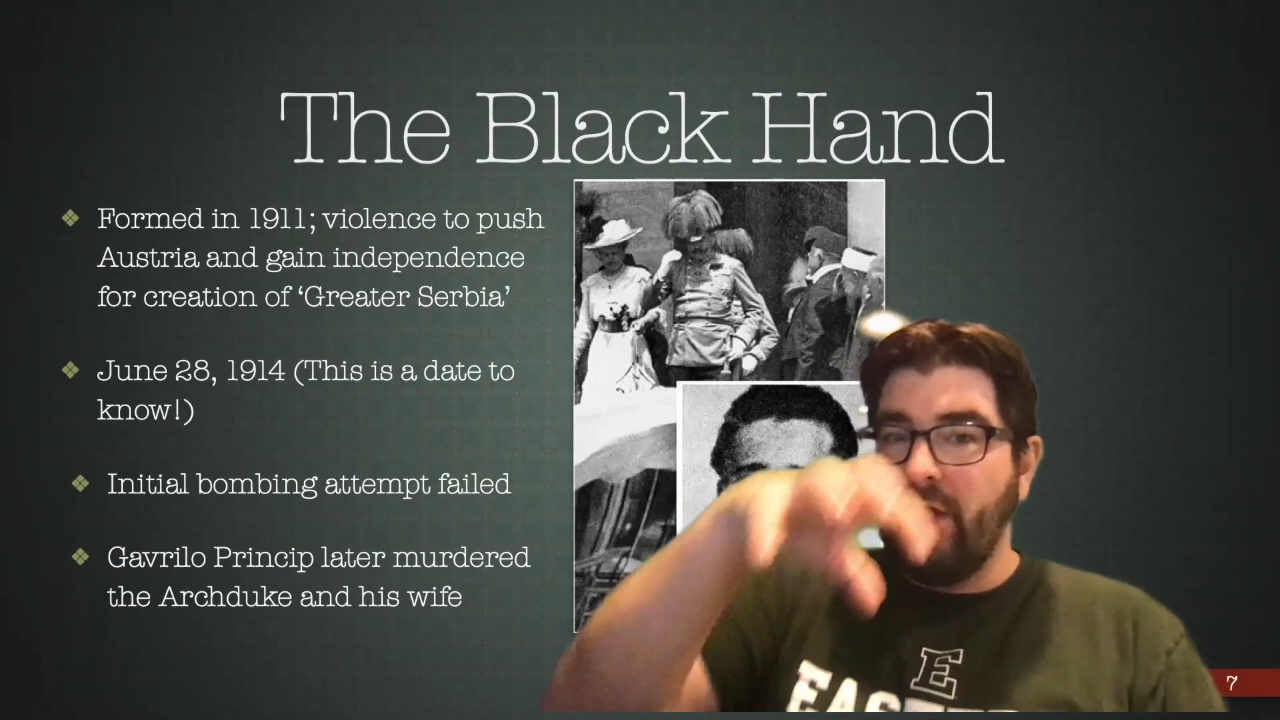 The Black Hand
Formed in 1911; violence to push
Austria and gain independence
for creation of ‘Greater Serbia’
June 28, 1914 (This is a date to
know!)
Initial bombing attempt failed
Gavrilo Princip later murdered
the Archduke and his wife
E
7